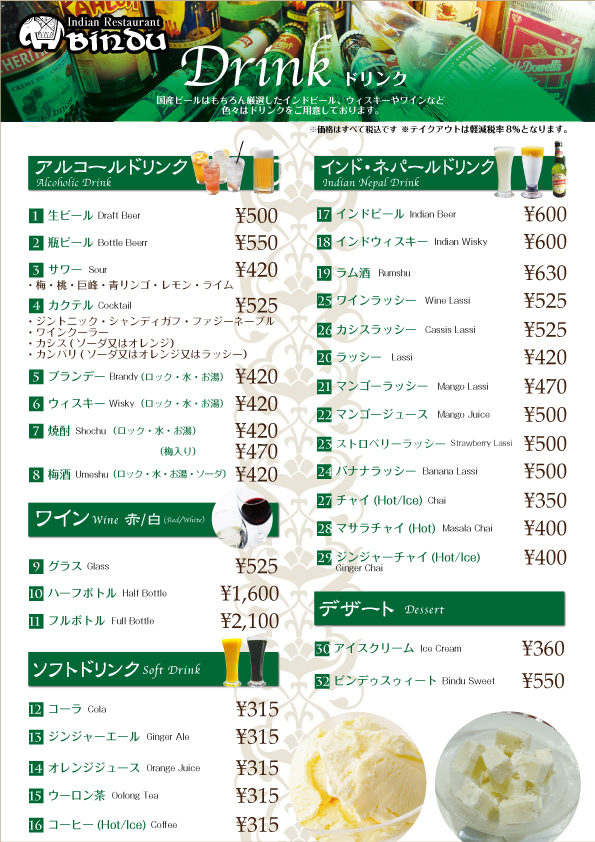 Indian Restaurant
BINDU
Drink ドリンク
国産ビールはもちろん厳選したインドビール、ウィスキーやワインなど
色々はドリンクをご用意しております。
※価格はすべて税込です ※テイクアウトは軽減税率8%となります。
アルコールドリンク
Alcoholic Drink
1 生ビール Draft Beer ¥500
2 瓶ビール Bottle Beerr ¥550
3 サワー Sour ¥420
・梅・桃・巨峰・青リンゴ・レモン・ライム
4 カクテル Cocktail ¥525
・ジントニック・シャンディガフ・ファジーネーブル
・ワインクーラー
・カシス(ソーダ又はオレンジ)
・カンパリ(ソーダ又はオレンジ又はラッシー)
5 ブランデー Brandy (ロック・水・お湯) ¥420
6 ウィスキー Wisky (ロック・水・お湯) ¥420
7 焼酎 Shochu (ロック・水・お湯) ¥420
(梅入り) ¥470
8 梅酒 Umeshu (ロック・水・お湯・ソーダ) ¥420
ワイン Wine 赤/白 (Red/White)
9 グラス Glass ¥525
10 ハーフボトル Half Bottle ¥1,600
11 フルボトル Full Bottle ¥2,100
ソフトドリンク Soft Drink
12 コーラ Cola ¥315
13 ジンジャーエール Ginger Ale ¥315
14 オレンジジュース Orange Juice ¥315
15 ウーロン茶 Oolong Tea ¥315
16 コーヒー (Hot/Ice) Coffee ¥315
インド・ネパールドリンク
Indian Nepal Drink
17 インドビール Indian Beer ¥600
18 インドウィスキー Indian Wisky ¥600
19 ラム酒 Rumshu ¥630
25 ワインラッシー Wine Lassi ¥525
26 カシスラッシー Cassis Lassi ¥525
20 ラッシー Lassi ¥420
21 マンゴーラッシー Mango Lassi ¥470
22 マンゴージュース Mango Juice ¥500
23 ストロベリーラッシー Strawberry Lassi ¥500
24 バナナラッシー Banana Lassi ¥500
27 チャイ (Hot/Ice) Chai ¥350
28 マサラチャイ (Hot) Masala Chai ¥400
29 ジンジャーチャイ (Hot/Ice) ¥400
Ginger Chai
デザート Dessert
30 アイスクリーム Ice Cream ¥360
32 ビンデゥスゥィート Bindu Sweet ¥550